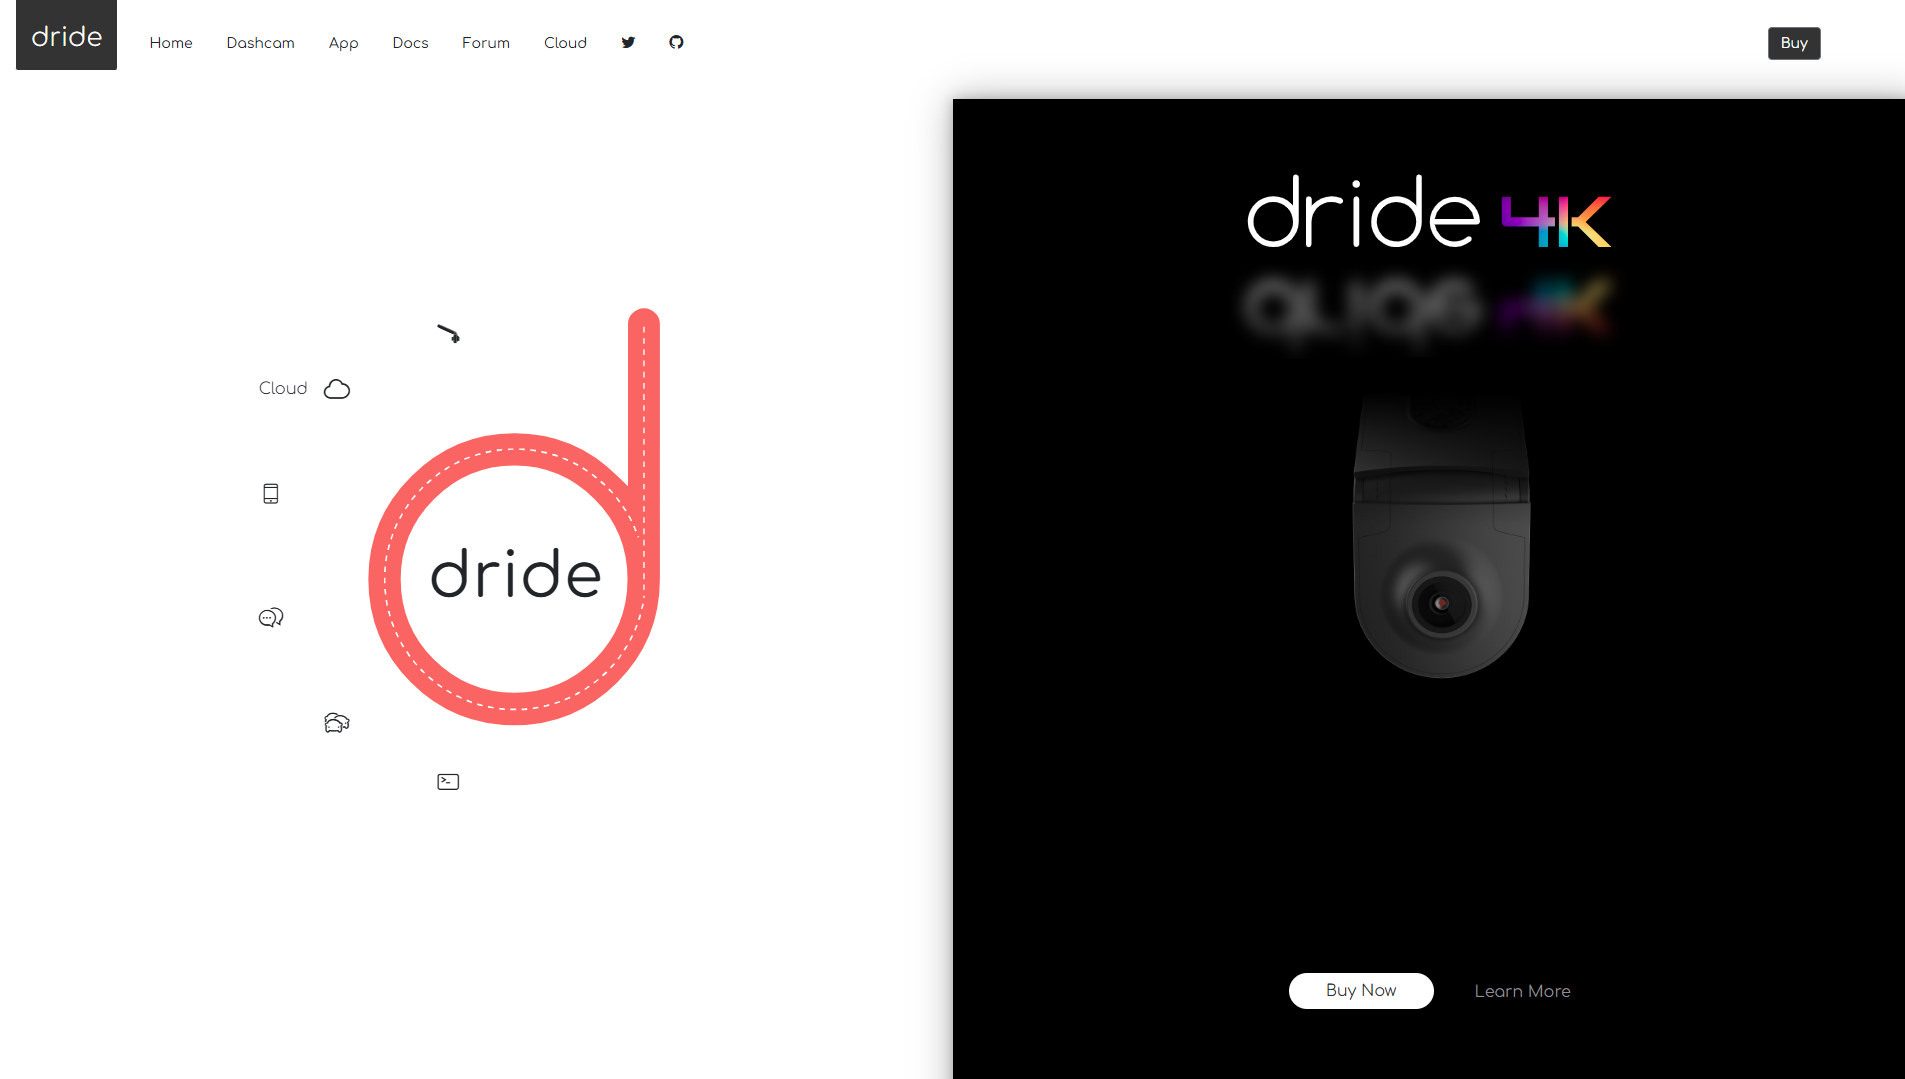 dride
Home Dashcam App Docs Forum Cloud
Buy
Cloud
dride
dride 4K
Buy Now Learn More